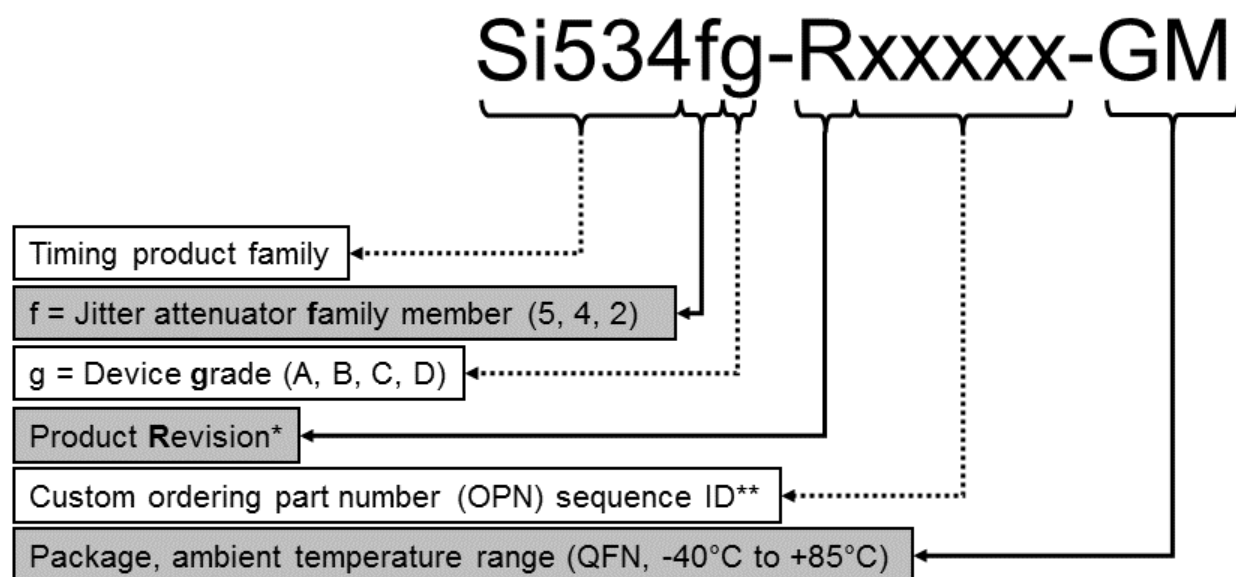 Si534fg-Rxxxxx-GM
Timing product family
f = Jitter attenuator family member (5, 4, 2)
g = Device grade (A, B, C, D)
Product Revision*
Custom ordering part number (OPN) sequence ID**
Package, ambient temperature range (QFN, -40°C to +85°C)